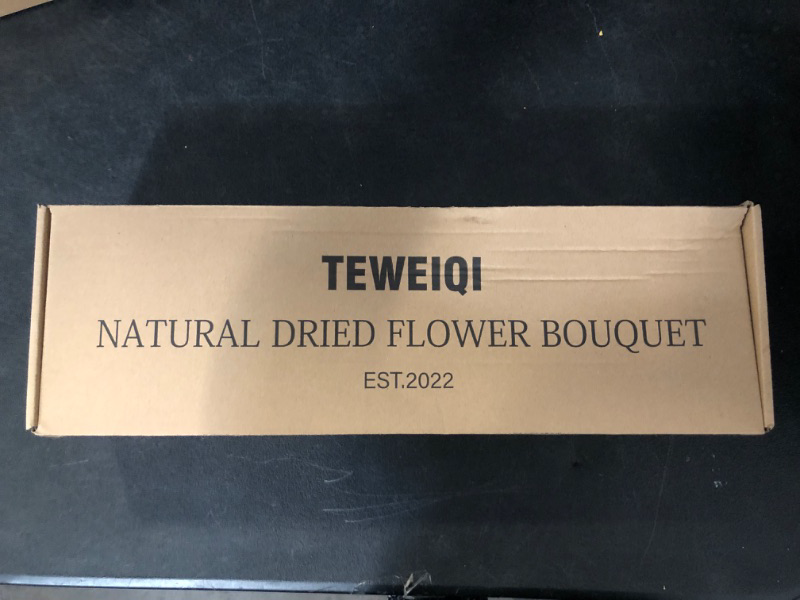 TEWEIQI
NATURAL DRIED FLOWER BOUQUET
EST.2022